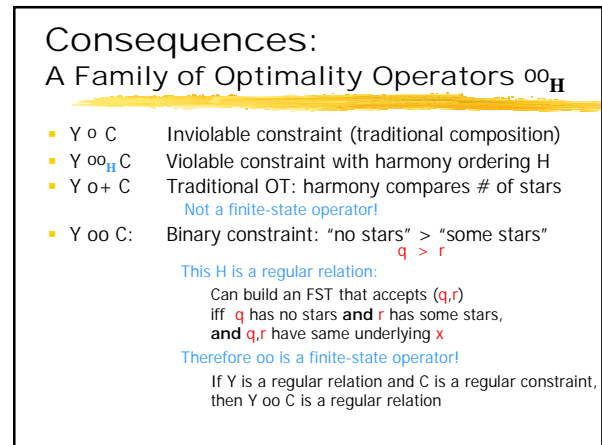 Consequences:
A Family of Optimality Operators ooH
Y o C Inviolable constraint (traditional composition)
Y ooH C Violable constraint with harmony ordering H
Y o+ C Traditional OT: harmony compares # of stars
Not a finite-state operator!
Y oo C: Binary constraint: “no stars” > “some stars”
q > r
This H is a regular relation:
Can build an FST that accepts (q,r)
iff q has no stars and r has some stars,
and q,r have same underlying x
Therefore oo is a finite-state operator!
If Y is a regular relation and C is a regular constraint,
then Y oo C is a regular relation